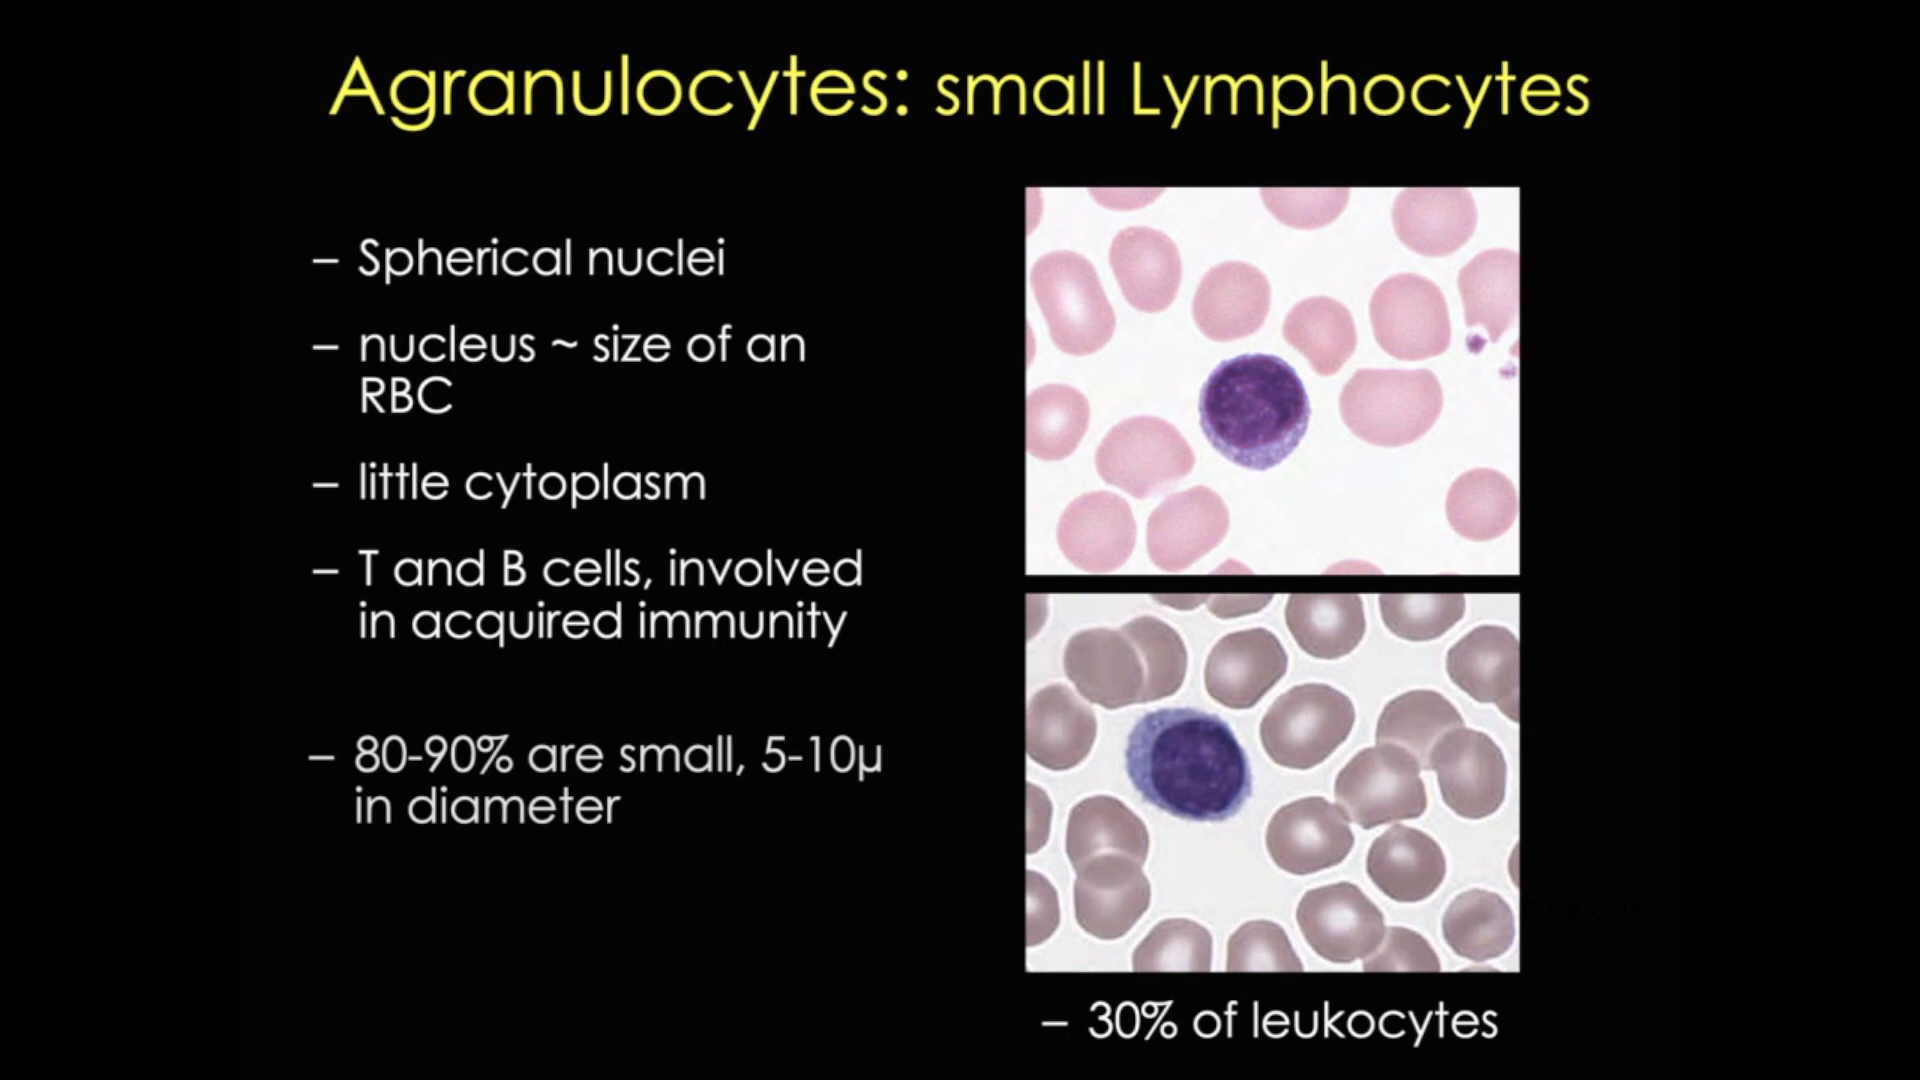 Agranulocytes: small Lymphocytes
– Spherical nuclei
– nucleus ~ size of an
RBC
– little cytoplasm
– T and B cells, involved
in acquired immunity
– 80-90% are small, 5-10µ
in diameter
– 30% of leukocytes